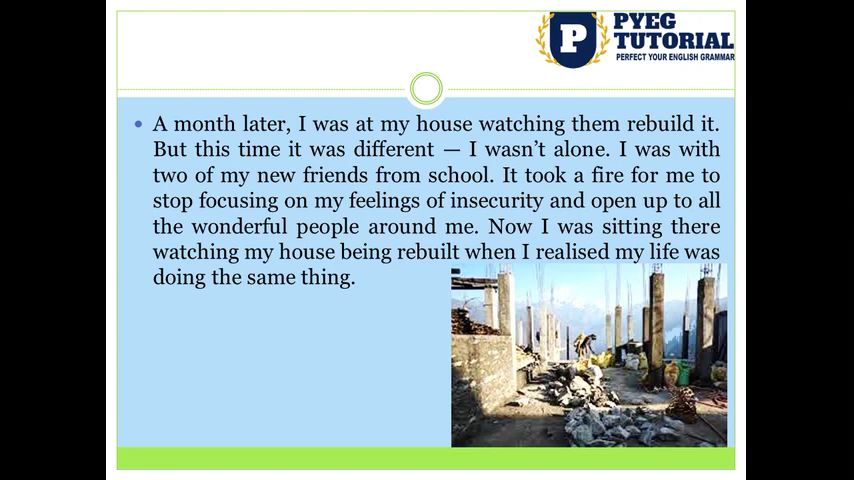 PYEG
TUTORIAL
PERFECT YOUR ENGLISH GRAMMAR
P
A month later, I was at my house watching them rebuild it.
But this time it was different — I wasn't alone. I was with
two of my new friends from school. It took a fire for me to
stop focusing on my feelings of insecurity and open up to all
the wonderful people around me. Now I was sitting there
watching my house being rebuilt when I realised my life was
doing the same thing.